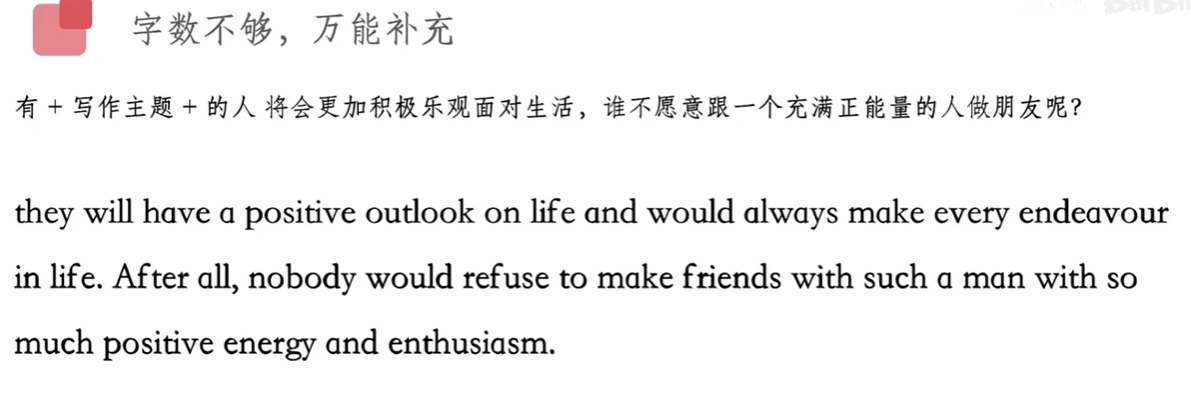 字数不够，万能补充
有 + 写作主题 + 的人 将会更加积极乐观面对生活，谁不愿意跟一个充满正能量的人做朋友呢?
they will have a positive outlook on life and would always make every endeavour
in life. After all, nobody would refuse to make friends with such a man with so
much positive energy and enthusiasm.